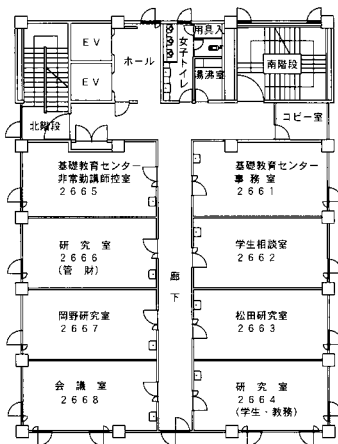 EV
EV
ホール
女子トイレ
用具入
湯沸室
南階段
北階段
コピー室
基礎教育センター
非常勤講師控室
2665
基礎教育センター
事務室
2661
研究室
2666
(管財)
学生相談室
2662
廊下
岡野研究室
2667
松田研究室
2663
会議室
2668
研究室
2664
(学生・教務)